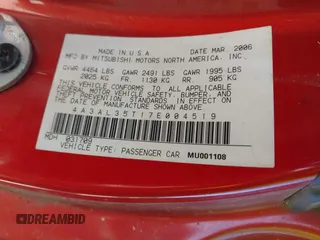 MADE IN U.S.A DATE MAR. 2006
MFD BY MITSUBISHI MOTORS NORTH AMERICA. INC.
GVWR 4464 LBS GAWR 2491 LBS GAWR 1995 LBS
2025 KG FR 1130 KG RR. 905 KG
THIS VEHICLE CONFORMS TO ALL APPLICABLE
FEDERAL MOTOR VEHICLE SAFETY, BUMPER, AND
THEFT PREVENTION STANDARDS IN EFFECT ON
THE DATE OF MANUFACTURE SHOWN ABOVE
4A3AL35T17E004519
MDH 031709
VEHICLE TYPE: PASSENGER CAR MU001108
DREAMBID